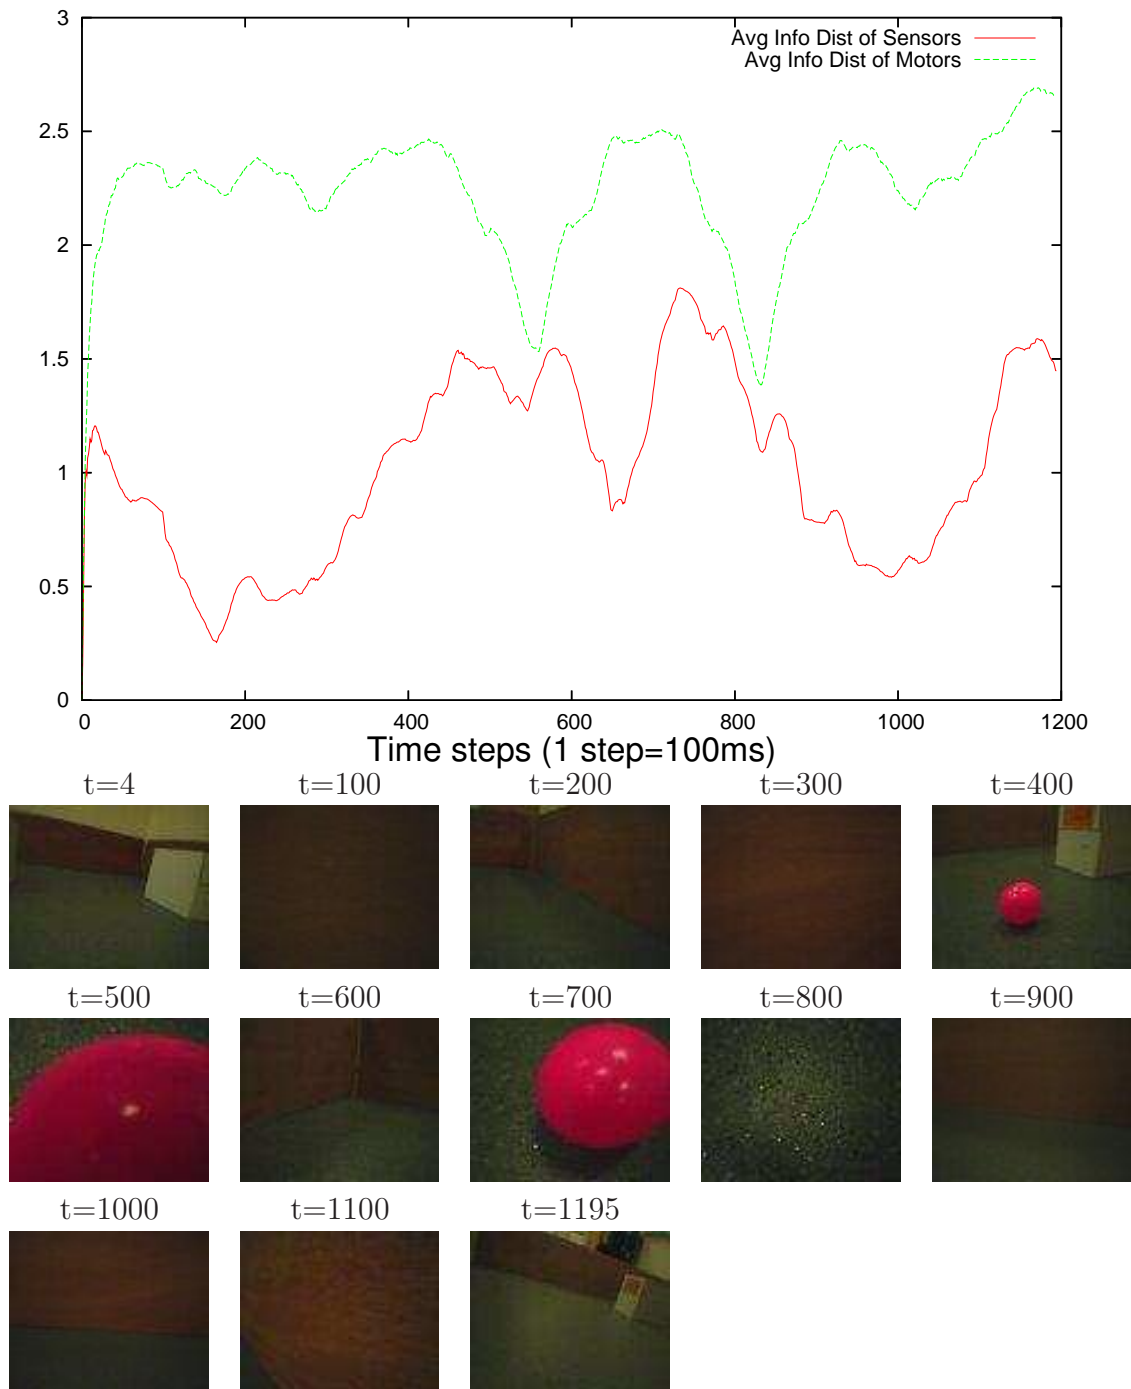 3
2.5
2
1.5
1
0.5
0
Avg Info Dist of Sensors
Avg Info Dist of Motors
0 200 400 600 800 1000 1200
Time steps (1 step=100ms)
t=4 t=100 t=200 t=300 t=400
t=500 t=600 t=700 t=800 t=900
t=1000 t=1100 t=1195